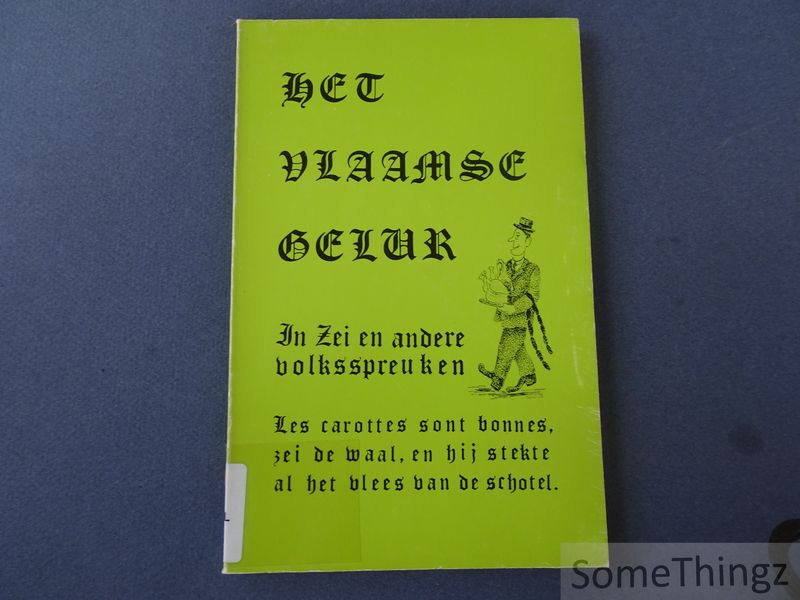 HET
VLAAMSE
GELUR
In Zei en andere
volksspreuken
Les carottes sont bonnes,
zei de waal, en hij stekte
al het vlees van de schotel.
L
SomeThingz